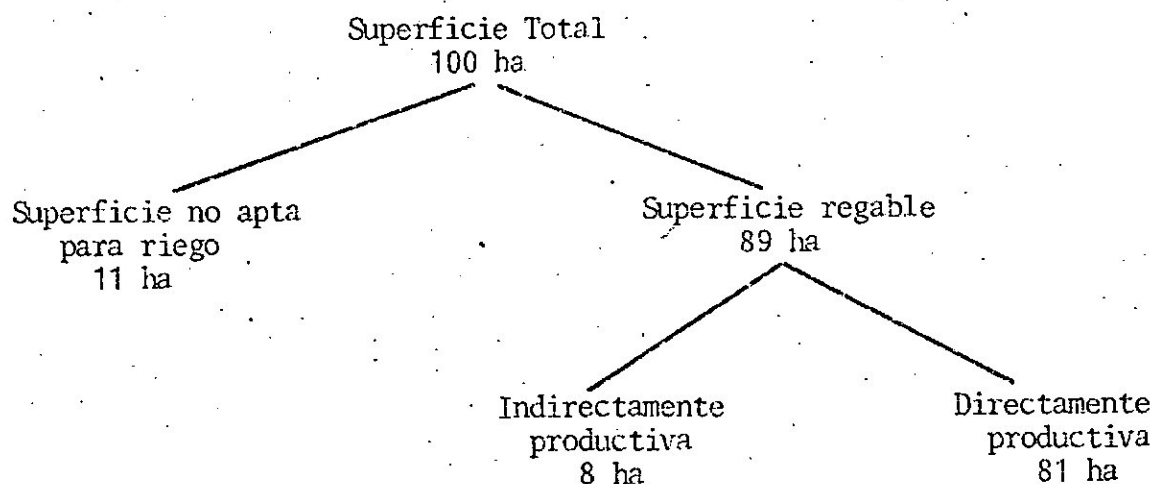 Superficie Total
100 ha
Superficie no apta
para riego
11 ha
Superficie regable
89 ha
Indirectamente
productiva
8 ha
Directamente
productiva
81 ha